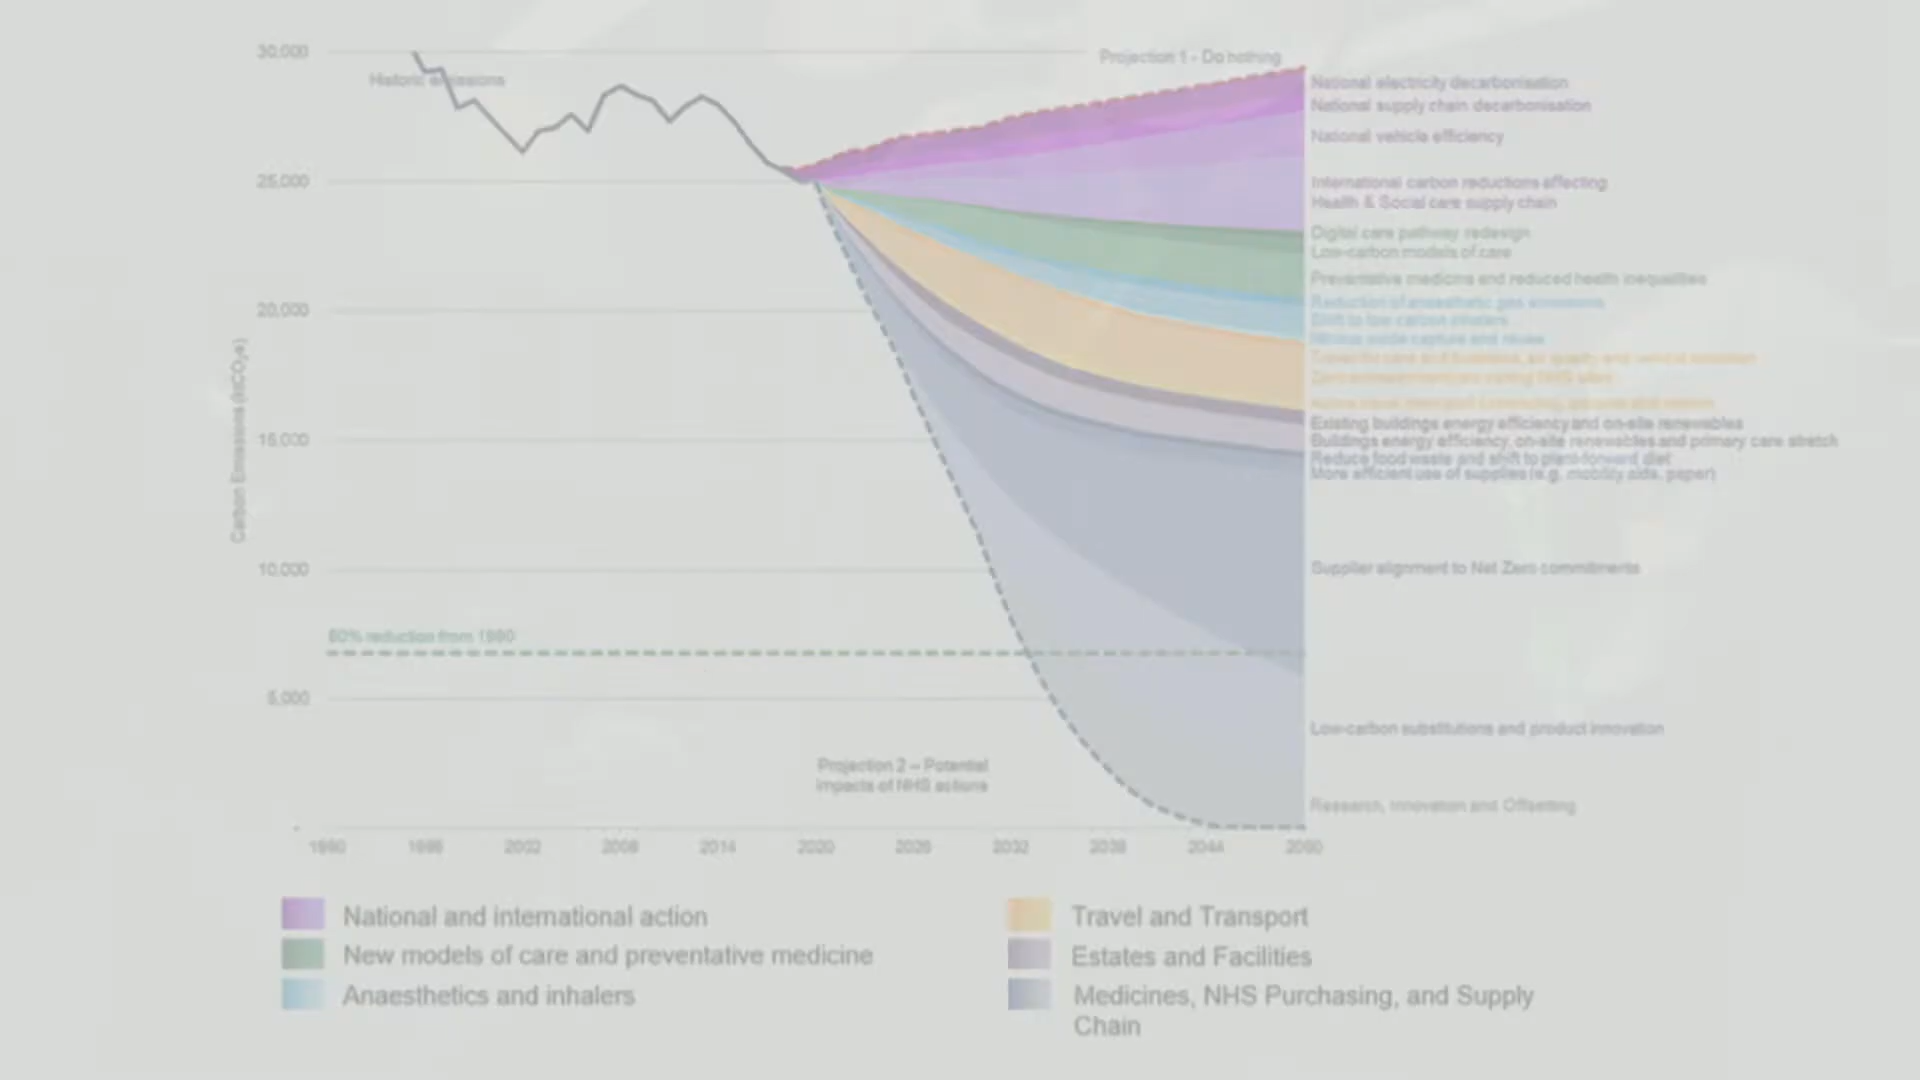 30,000
Historic emissions
Projection 1 - Do nothing
National electricity decarbonisation
National supply chain decarbonisation
National vehicle efficiency
25,000
International carbon reductions affecting
Health & Social care supply chain
Digital care pathway redesign
Low-carbon models of care
Preventative medicine and reduced health inequalities
Reduction of anaesthetic gas emissions
20,000
Shift to low carbon inhalers
Nitrous oxide capture and reuse
Existing buildings energy efficiency and on-site renewables
Buildings energy efficiency, on-site renewables and primary care stretch
15,000
Reduce food waste and shift to plant-forward diet
More efficient use of supplies (e.g. mobility aids, paper)
Carbon Emissions (ktCO₂e)
10,000
Supplier alignment to Net Zero commitments
80% reduction from 1990
5,000
Low-carbon substitutions and product innovation
Projection 2 – Potential
impacts of NHS actions
Research, Innovation and Offsetting
-
1990 1996 2002 2008 2014 2020 2026 2032 2038 2044 2050
National and international action
New models of care and preventative medicine
Anaesthetics and inhalers
Travel and Transport
Estates and Facilities
Medicines, NHS Purchasing, and Supply
Chain